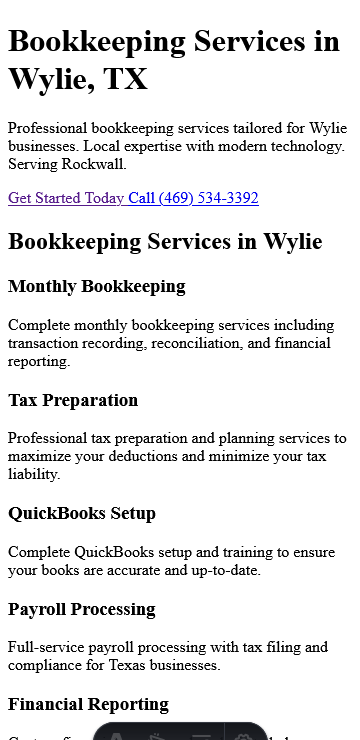 Bookkeeping Services in
Wylie, TX
Professional bookkeeping services tailored for Wylie
businesses. Local expertise with modern technology.
Serving Rockwall.
Get Started Today Call (469) 534-3392
Bookkeeping Services in Wylie
Monthly Bookkeeping
Complete monthly bookkeeping services including
transaction recording, reconciliation, and financial
reporting.
Tax Preparation
Professional tax preparation and planning services to
maximize your deductions and minimize your tax
liability.
QuickBooks Setup
Complete QuickBooks setup and training to ensure
your books are accurate and up-to-date.
Payroll Processing
Full-service payroll processing with tax filing and
compliance for Texas businesses.
Financial Reporting